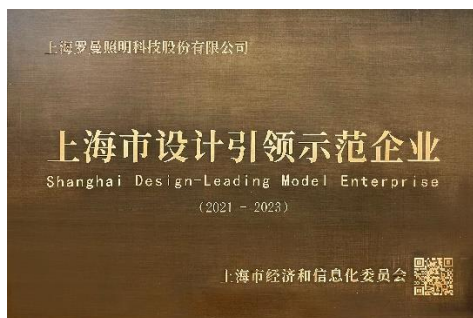 上海罗曼照明科技股份有限公司
上海市设计引领示范企业
Shanghai Design-Leading Model Enterprise
(2021 - 2023)
上海市经济和信息化委员会